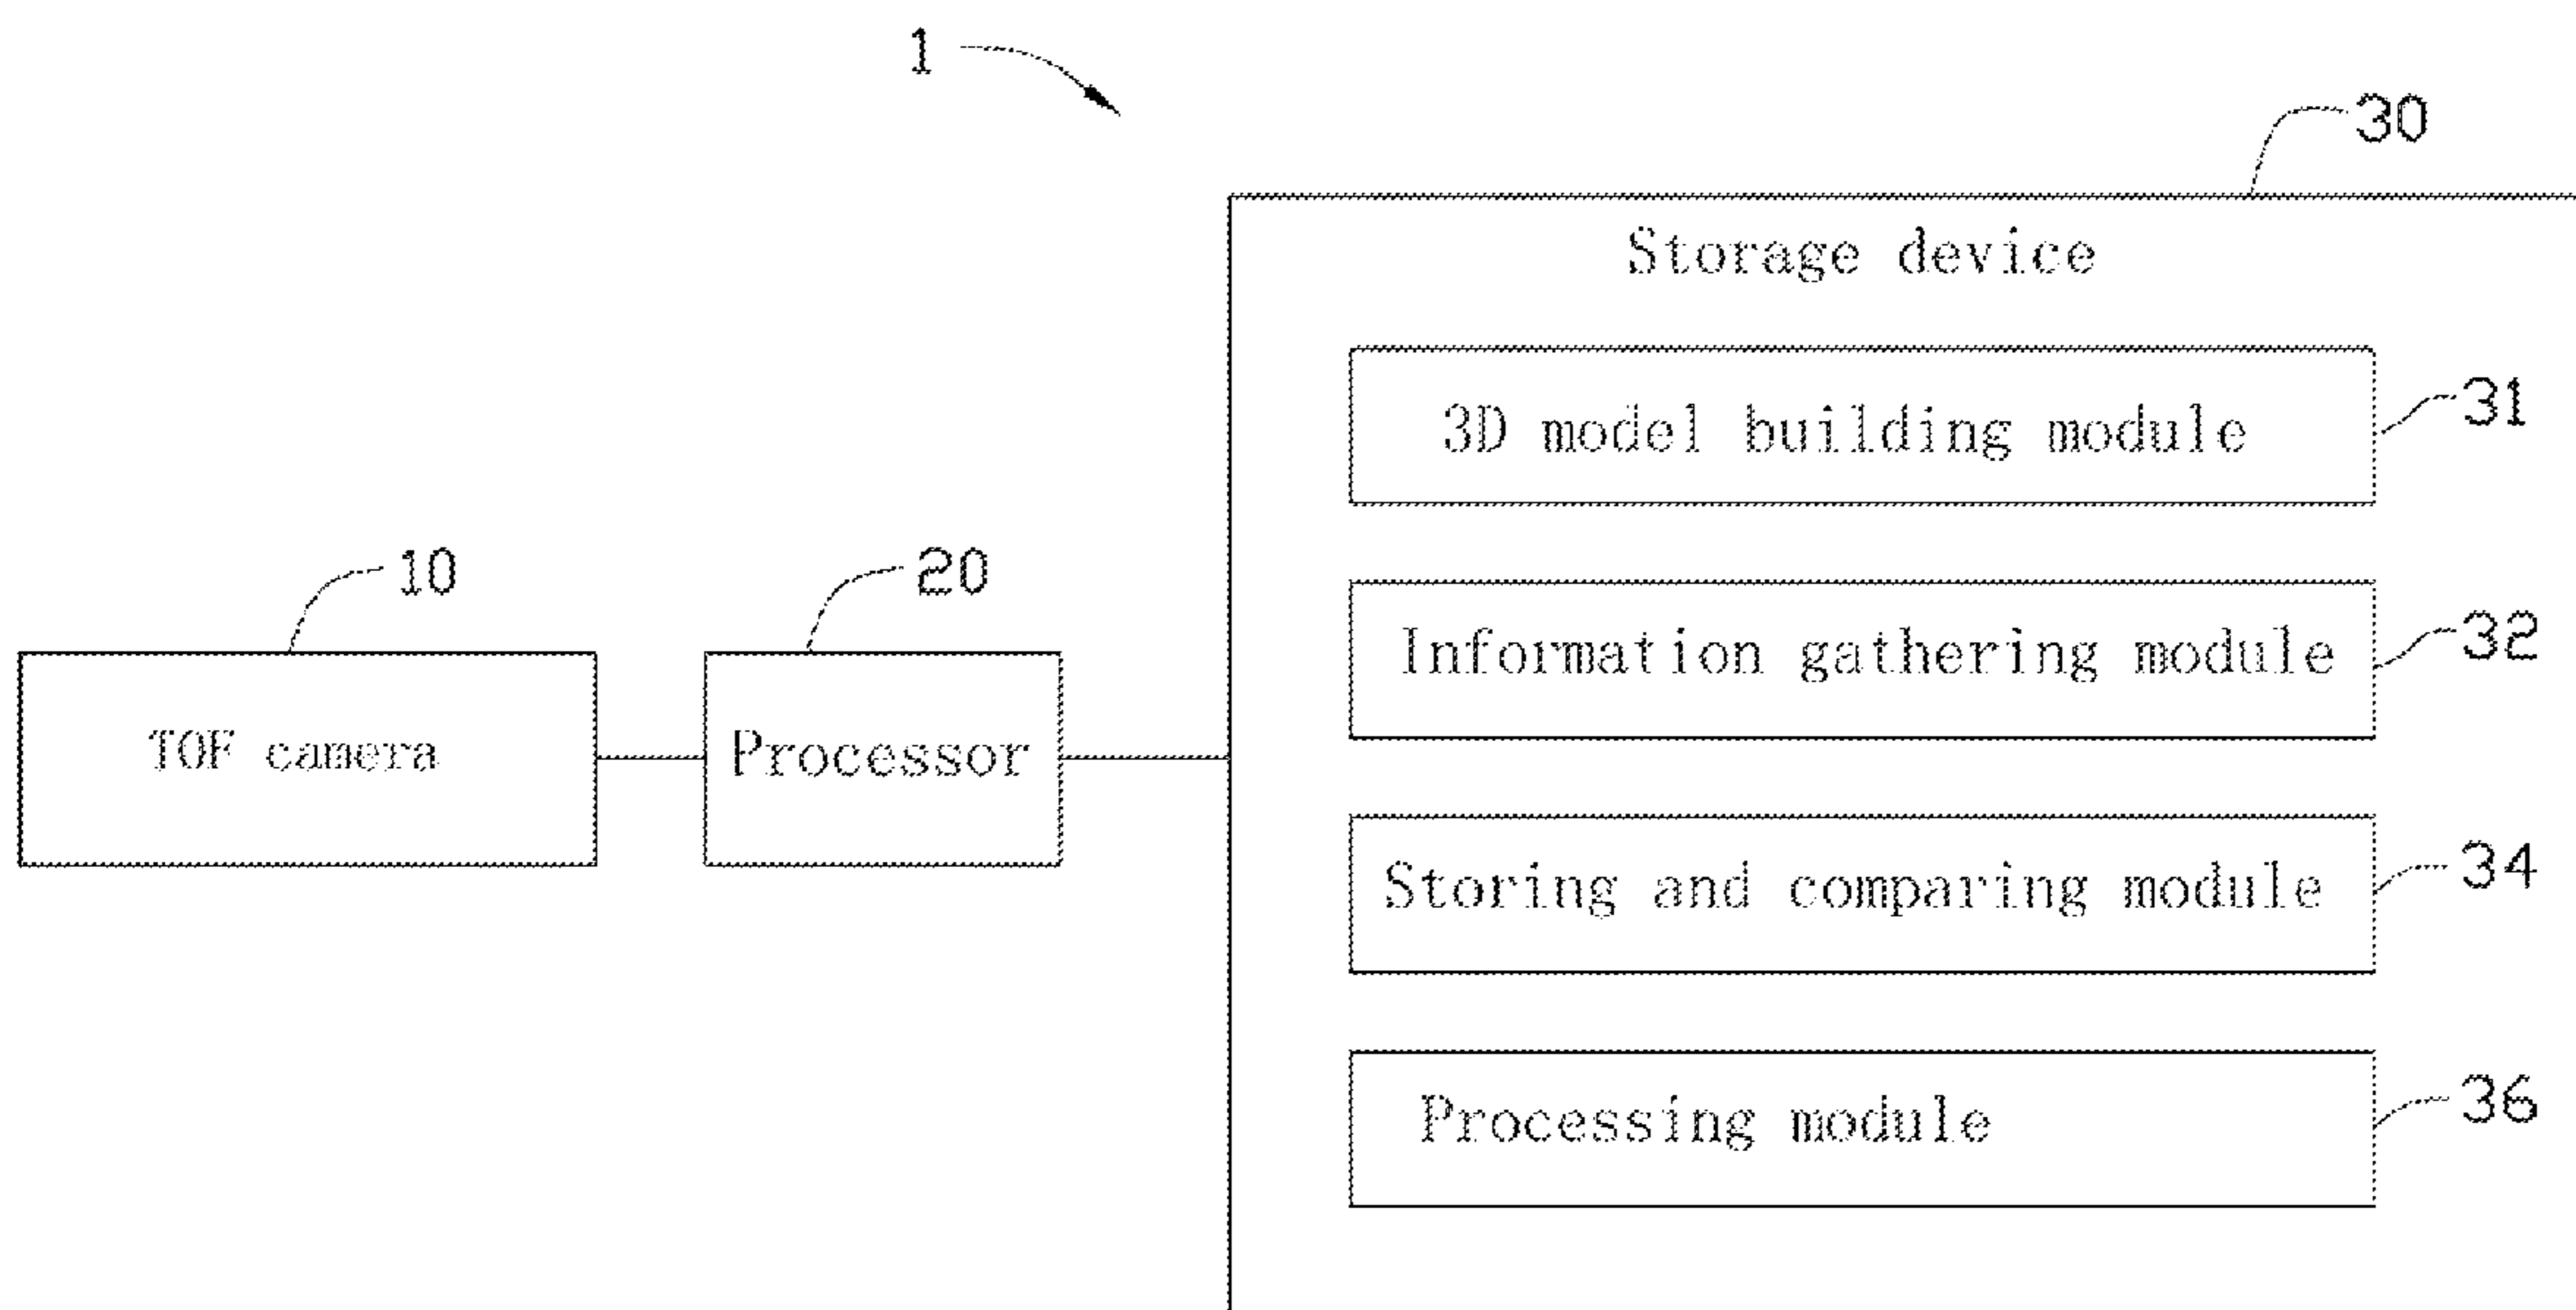 1
30
Storage device
3D model building module
31
10
20
Information gathering module
32
TOF camera
Processor
Storing and comparing module
34
Processing module
36